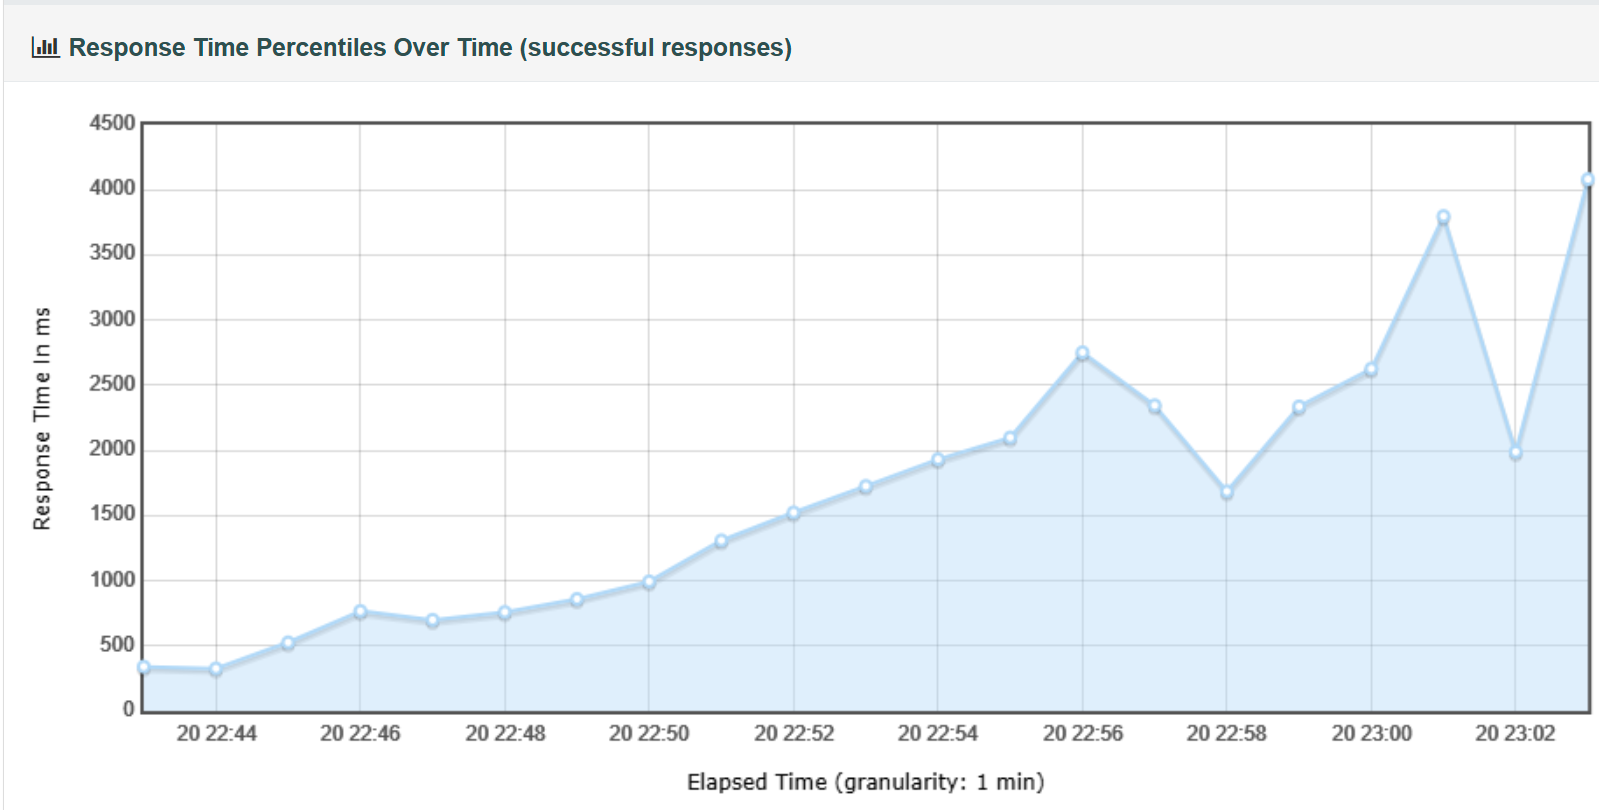 Response Time Percentiles Over Time (successful responses)
4500
4000
3500
3000
2500
2000
1500
1000
500
0
Response Time In ms
20 22:44 20 22:46 20 22:48 20 22:50 20 22:52 20 22:54 20 22:56 20 22:58 20 23:00 20 23:02
Elapsed Time (granularity: 1 min)